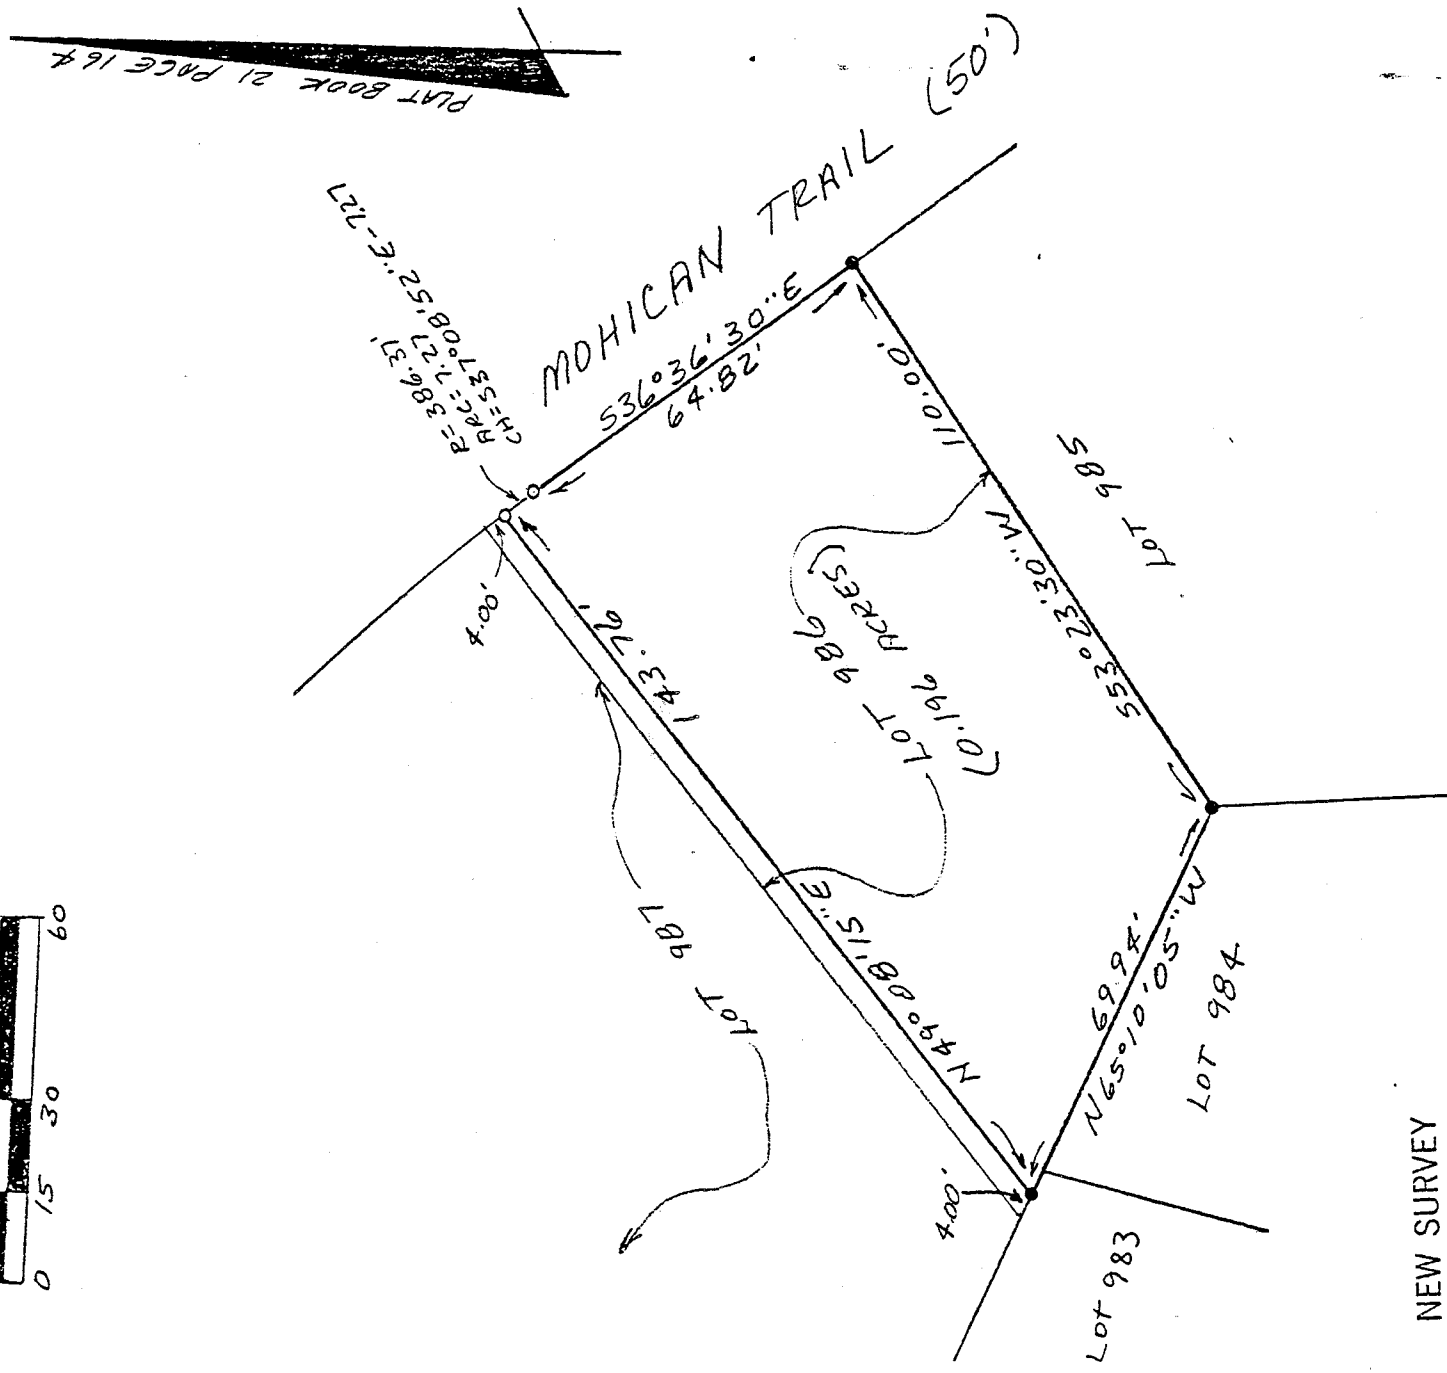 PLAT BOOK 21 PAGE 164
R=386.37'
ARC=7.27
CH=S37°08'52"E-7.27
MOHICAN TRAIL (50')
S36°36'30"E
64.82'
4.00'
143.76'
N49°08'15"E
LOT 986
(0.196 ACRES)
110.00'
S53°23'30"W
LOT 985
LOT 987
69.94'
N65°10'05"W
LOT 984
4.00'
LOT 983
0 15 30 60
NEW SURVEY